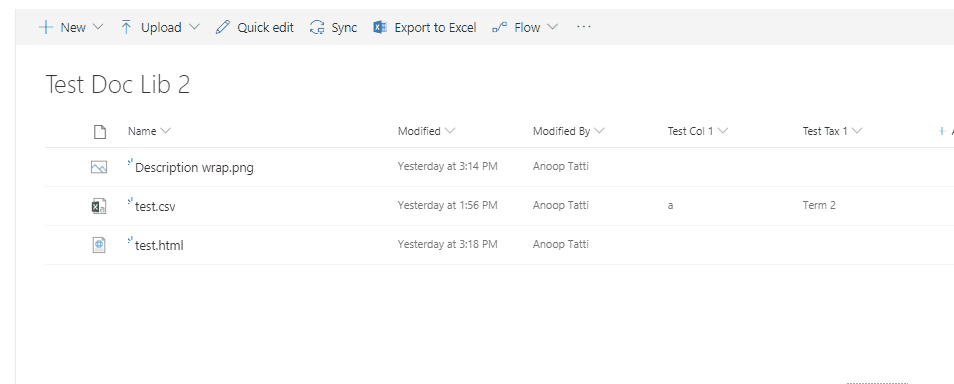 New Upload Quick edit Sync Export to Excel Flow ...
Test Doc Lib 2
Name Modified Modified By Test Col 1 Test Tax 1 +
Description wrap.png Yesterday at 3:14 PM Anoop Tatti
test.csv Yesterday at 1:56 PM Anoop Tatti a Term 2
test.html Yesterday at 3:18 PM Anoop Tatti